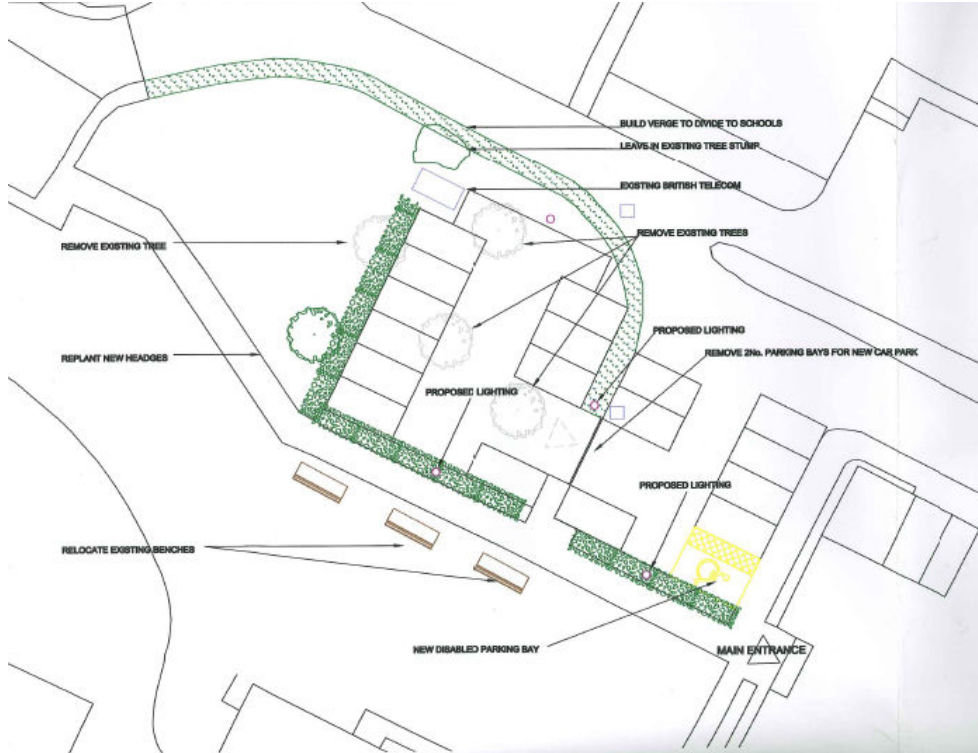 BUILD VERGE TO DIVIDE TO SCHOOLS
LEAVE IN EXISTING TREE STUMP
EXISTING BRITISH TELECOM
REMOVE EXISTING TREE
REMOVE EXISTING TREES
PROPOSED LIGHTING
REMOVE 2No. PARKING BAYS FOR NEW CAR PARK
REPLANT NEW HEADGES
PROPOSED LIGHTING
PROPOSED LIGHTING
RELOCATE EXISTING BENCHES
NEW DISABLED PARKING BAY
MAIN ENTRANCE